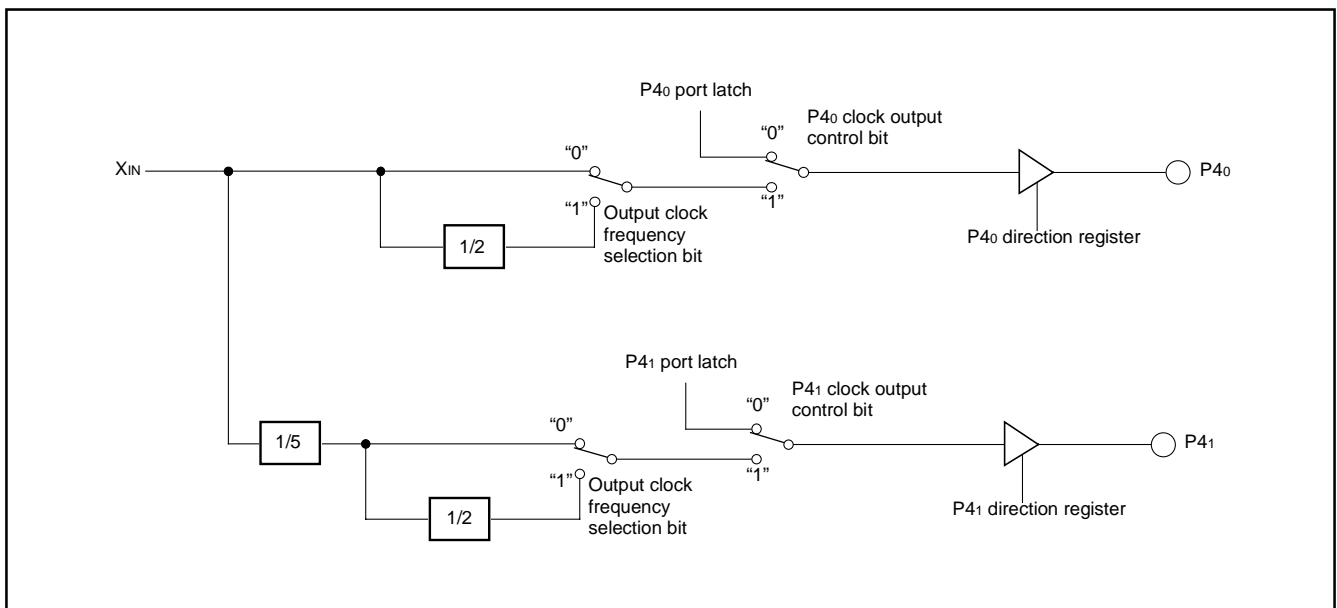 P40 port latch
P40 clock output
control bit
“0”
“0”
XIN
P40
“1”
“1”
Output clock
frequency
selection bit
1/2
P40 direction register
P41 port latch
P41 clock output
control bit
“0”
“0”
1/5
P41
“1”
“1”
Output clock
frequency
selection bit
1/2
P41 direction register